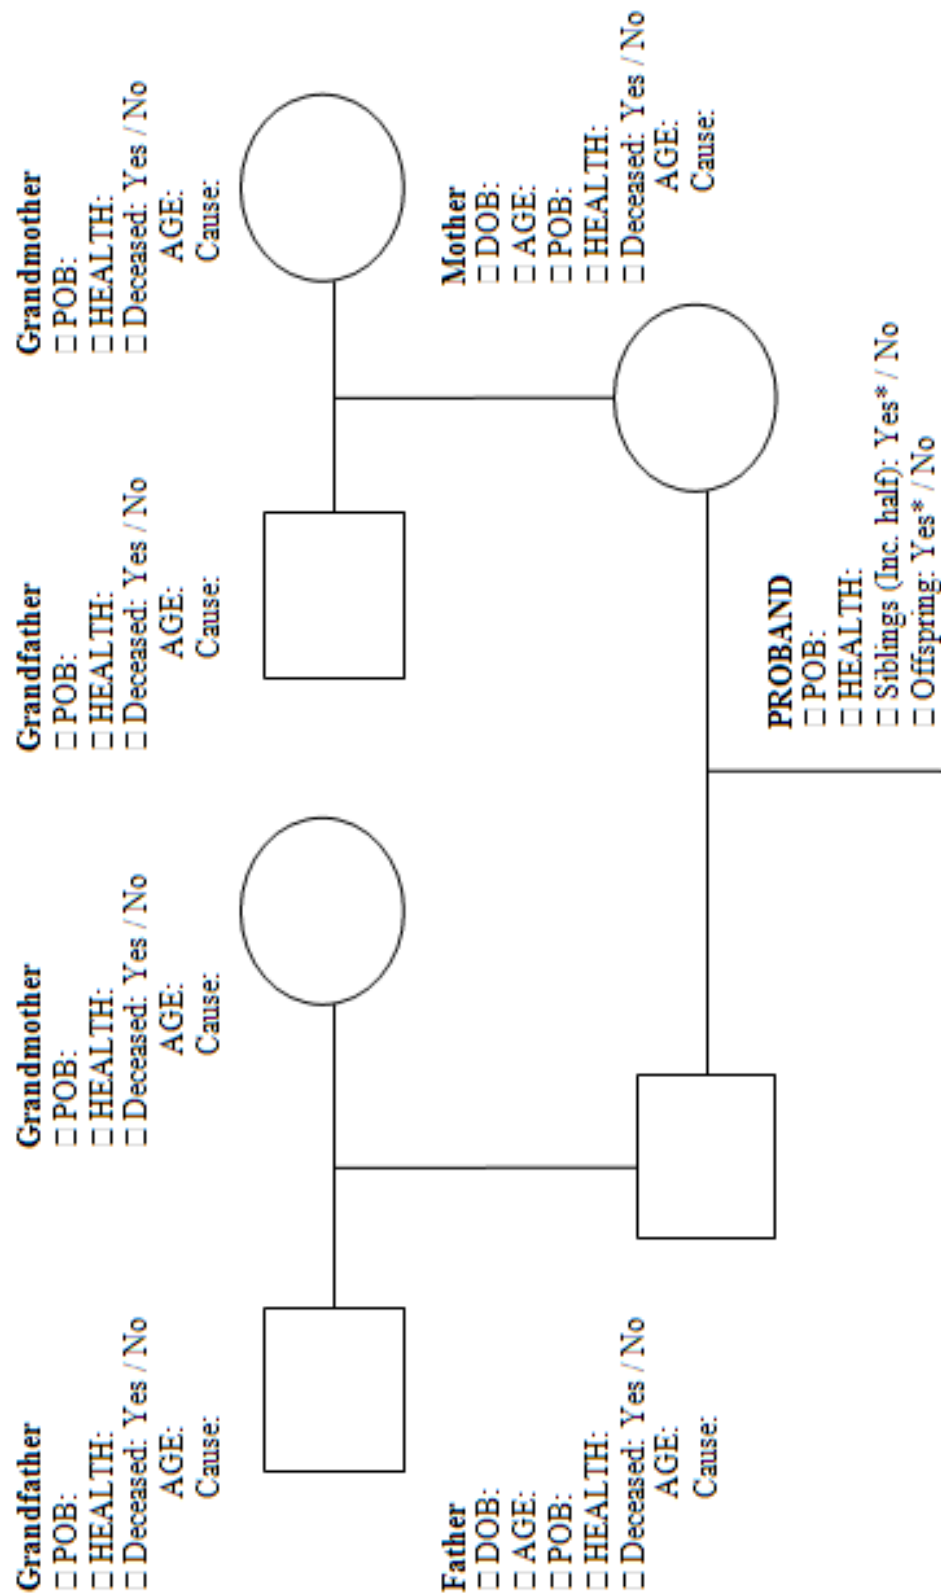 Grandfather
□ POB:
□ HEALTH:
□ Deceased: Yes / No
AGE:
Cause:
Grandmother
□ POB:
□ HEALTH:
□ Deceased: Yes / No
AGE:
Cause:
Grandfather
□ POB:
□ HEALTH:
□ Deceased: Yes / No
AGE:
Cause:
Grandmother
□ POB:
□ HEALTH:
□ Deceased: Yes / No
AGE:
Cause:
Father
□ DOB:
□ AGE:
□ POB:
□ HEALTH:
□ Deceased: Yes / No
AGE:
Cause:
Mother
□ DOB:
□ AGE:
□ POB:
□ HEALTH:
□ Deceased: Yes / No
AGE:
Cause:
PROBAND
□ POB:
□ HEALTH:
□ Siblings (Inc. half): Yes* / No
□ Offspring: Yes* / No